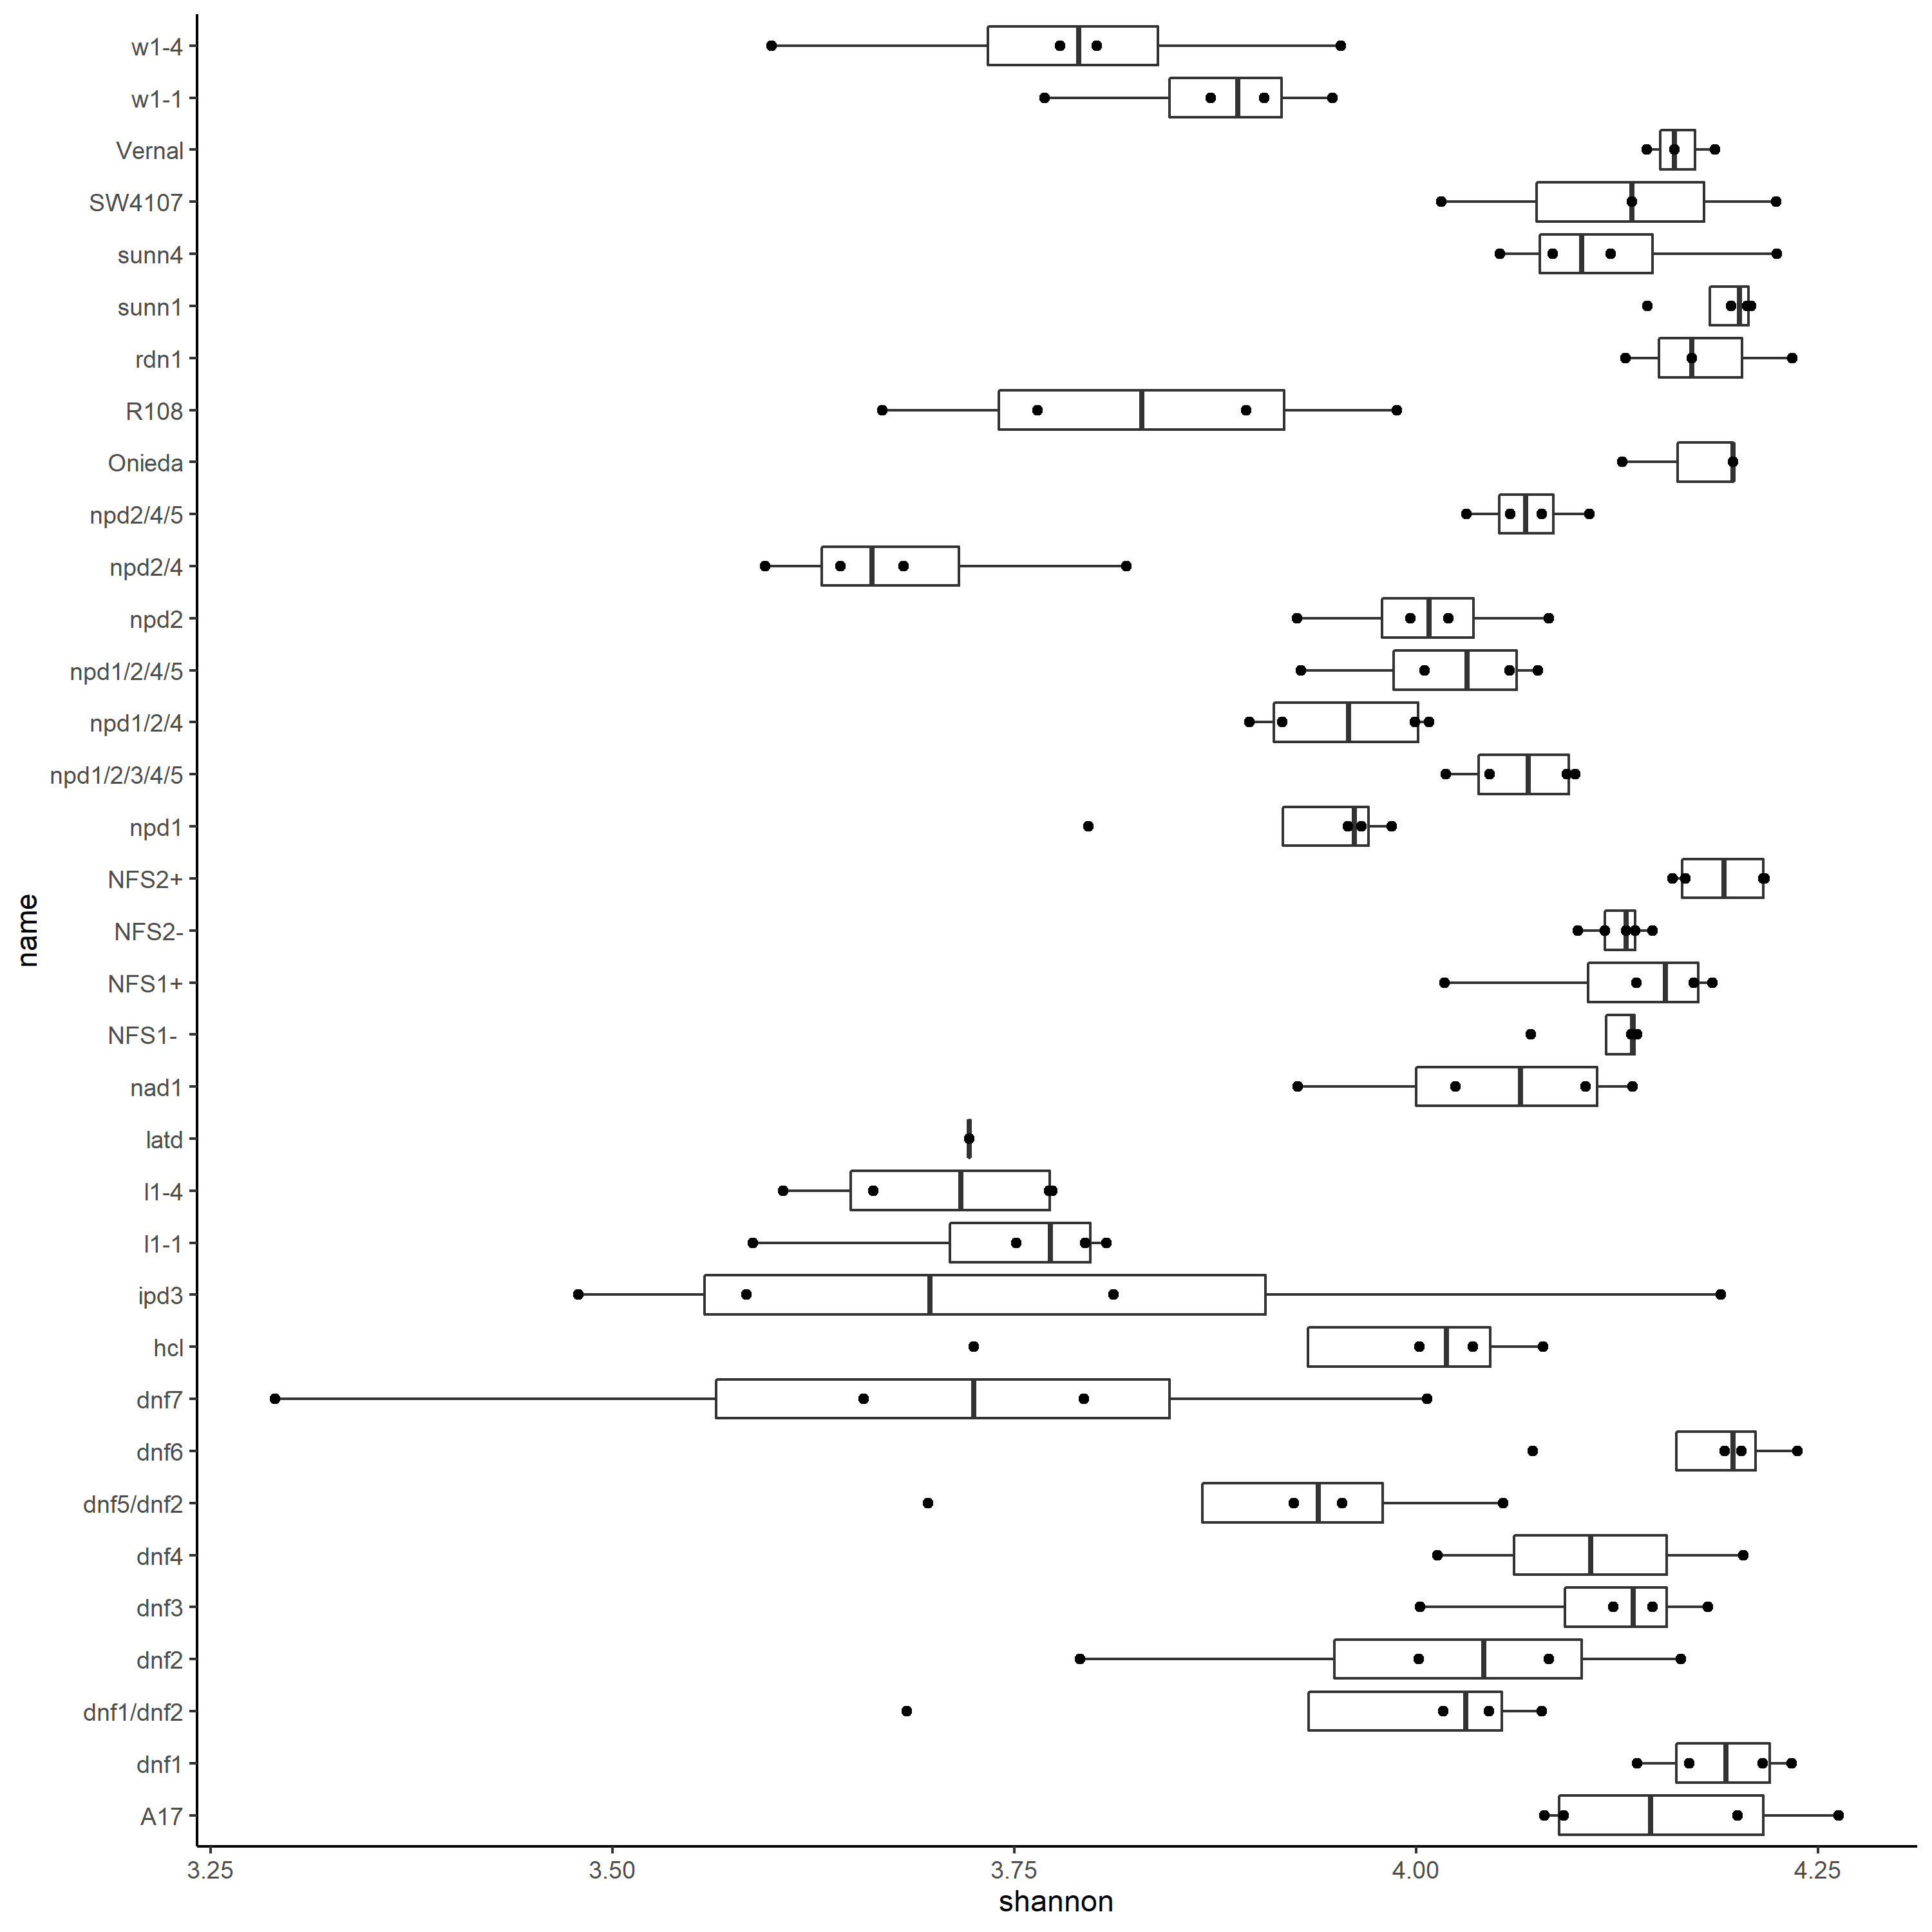 w1-4
w1-1
Vernal
SW4107
sunn4
sunn1
rdn1
R108
Onieda
npd2/4/5
npd2/4
npd2
npd1/2/4/5
npd1/2/4
npd1/2/3/4/5
npd1
NFS2+
NFS2-
NFS1+
NFS1-
nad1
latd
l1-4
l1-1
ipd3
hcl
dnf7
dnf6
dnf5/dnf2
dnf4
dnf3
dnf2
dnf1/dnf2
dnf1
A17
name
3.25 3.50 3.75 4.00 4.25
shannon